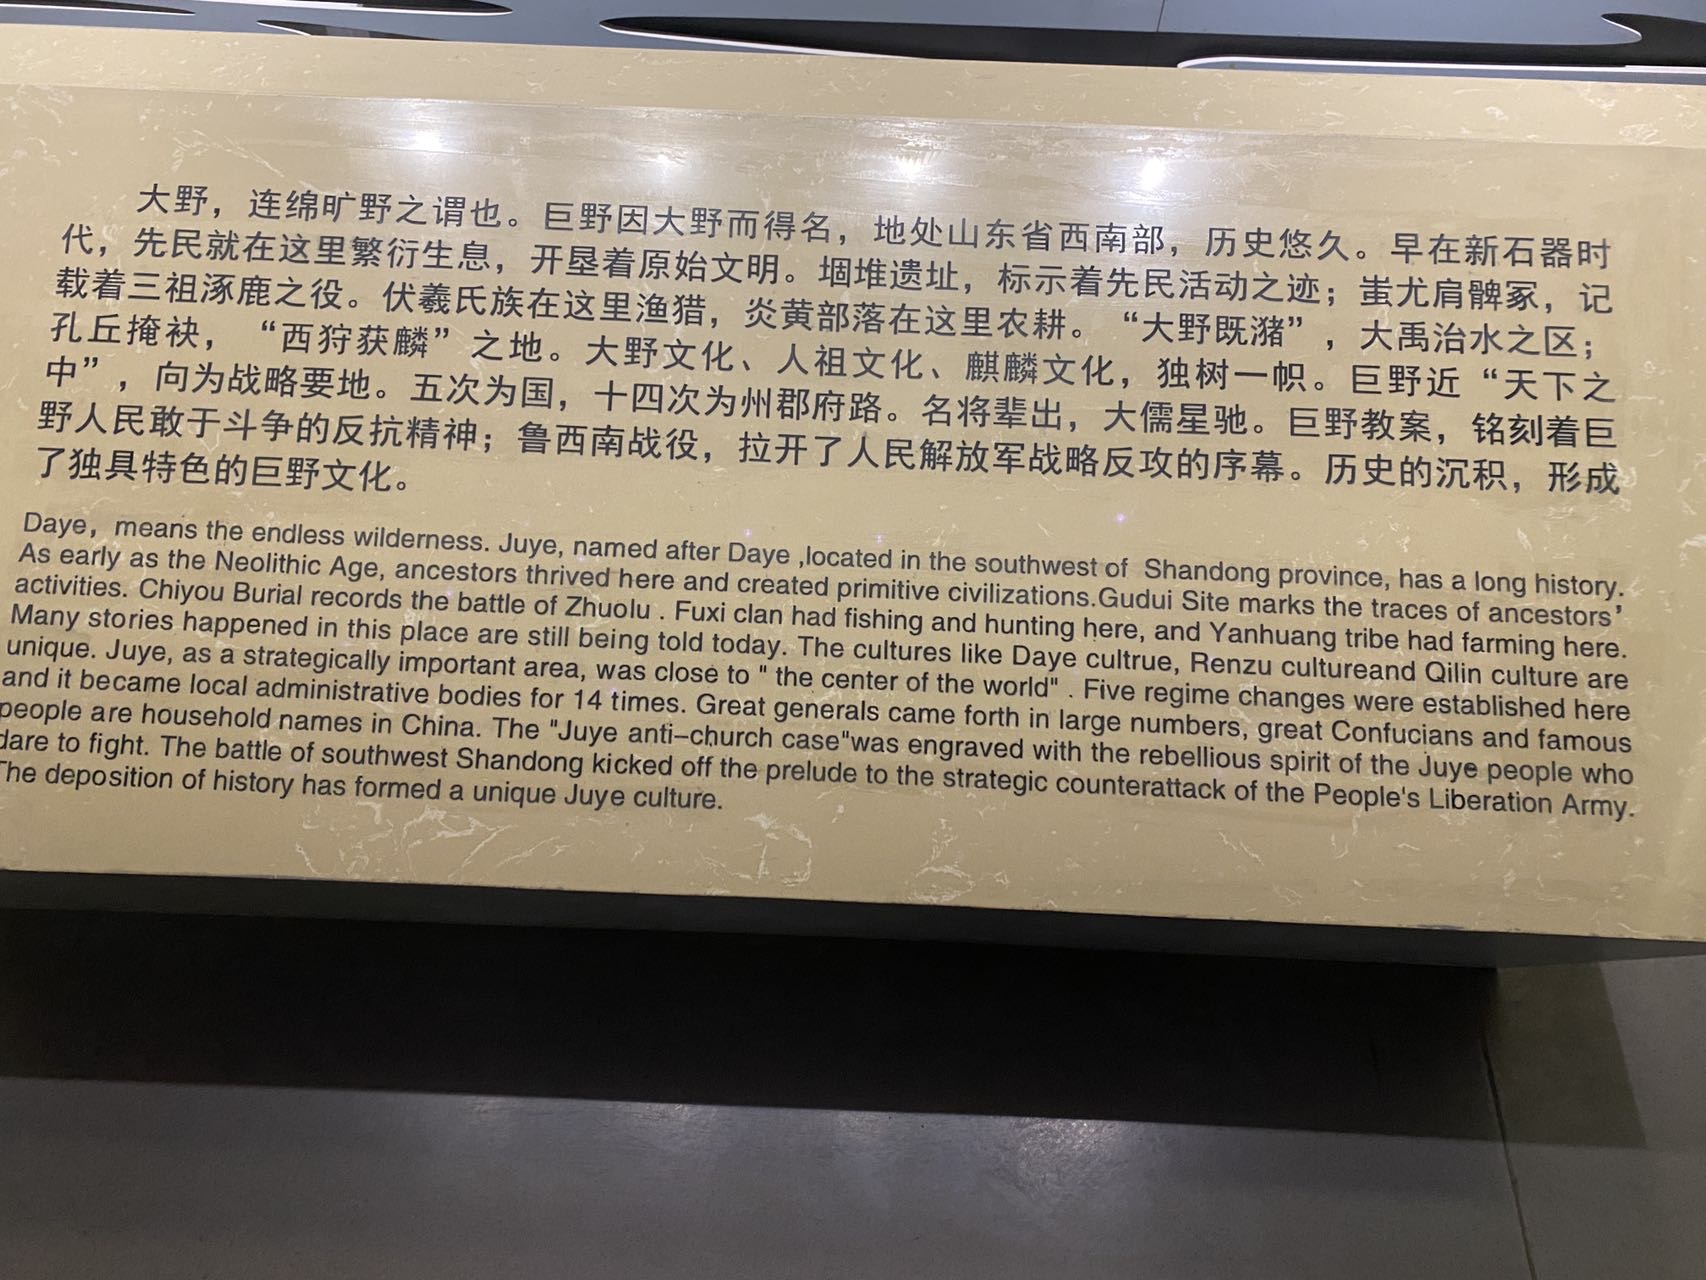 大野，连绵旷野之谓也。巨野因大野而得名，地处山东省西南部，历史悠久。早在新石器时
代，先民就在这里繁衍生息，开垦着原始文明。堌堆遗址，标示着先民活动之迹；蚩尤肩髀冢，记
载着三祖涿鹿之役。伏羲氏族在这里渔猎，炎黄部落在这里农耕。“大野既潴”，大禹治水之区；
孔丘掩袂，“西狩获麟”之地。大野文化、人祖文化、麒麟文化，独树一帜。巨野近“天下之
中”，向为战略要地。五次为国，十四次为州郡府路。名将辈出，大儒星驰。巨野教案，铭刻着巨
野人民敢于斗争的反抗精神；鲁西南战役，拉开了人民解放军战略反攻的序幕。历史的沉积，形成
了独具特色的巨野文化。
Daye，means the endless wilderness. Juye, named after Daye ,located in the southwest of Shandong province, has a long history.
As early as the Neolithic Age, ancestors thrived here and created primitive civilizations.Gudui Site marks the traces of ancestors’
activities. Chiyou Burial records the battle of Zhuolu . Fuxi clan had fishing and hunting here, and Yanhuang tribe had farming here.
Many stories happened in this place are still being told today. The cultures like Daye cultrue, Renzu cultureand Qilin culture are
unique. Juye, as a strategically important area, was close to " the center of the world" . Five regime changes were established here
and it became local administrative bodies for 14 times. Great generals came forth in large numbers, great Confucians and famous
people are household names in China. The "Juye anti–church case"was engraved with the rebellious spirit of the Juye people who
dare to fight. The battle of southwest Shandong kicked off the prelude to the strategic counterattack of the People's Liberation Army.
The deposition of history has formed a unique Juye culture.